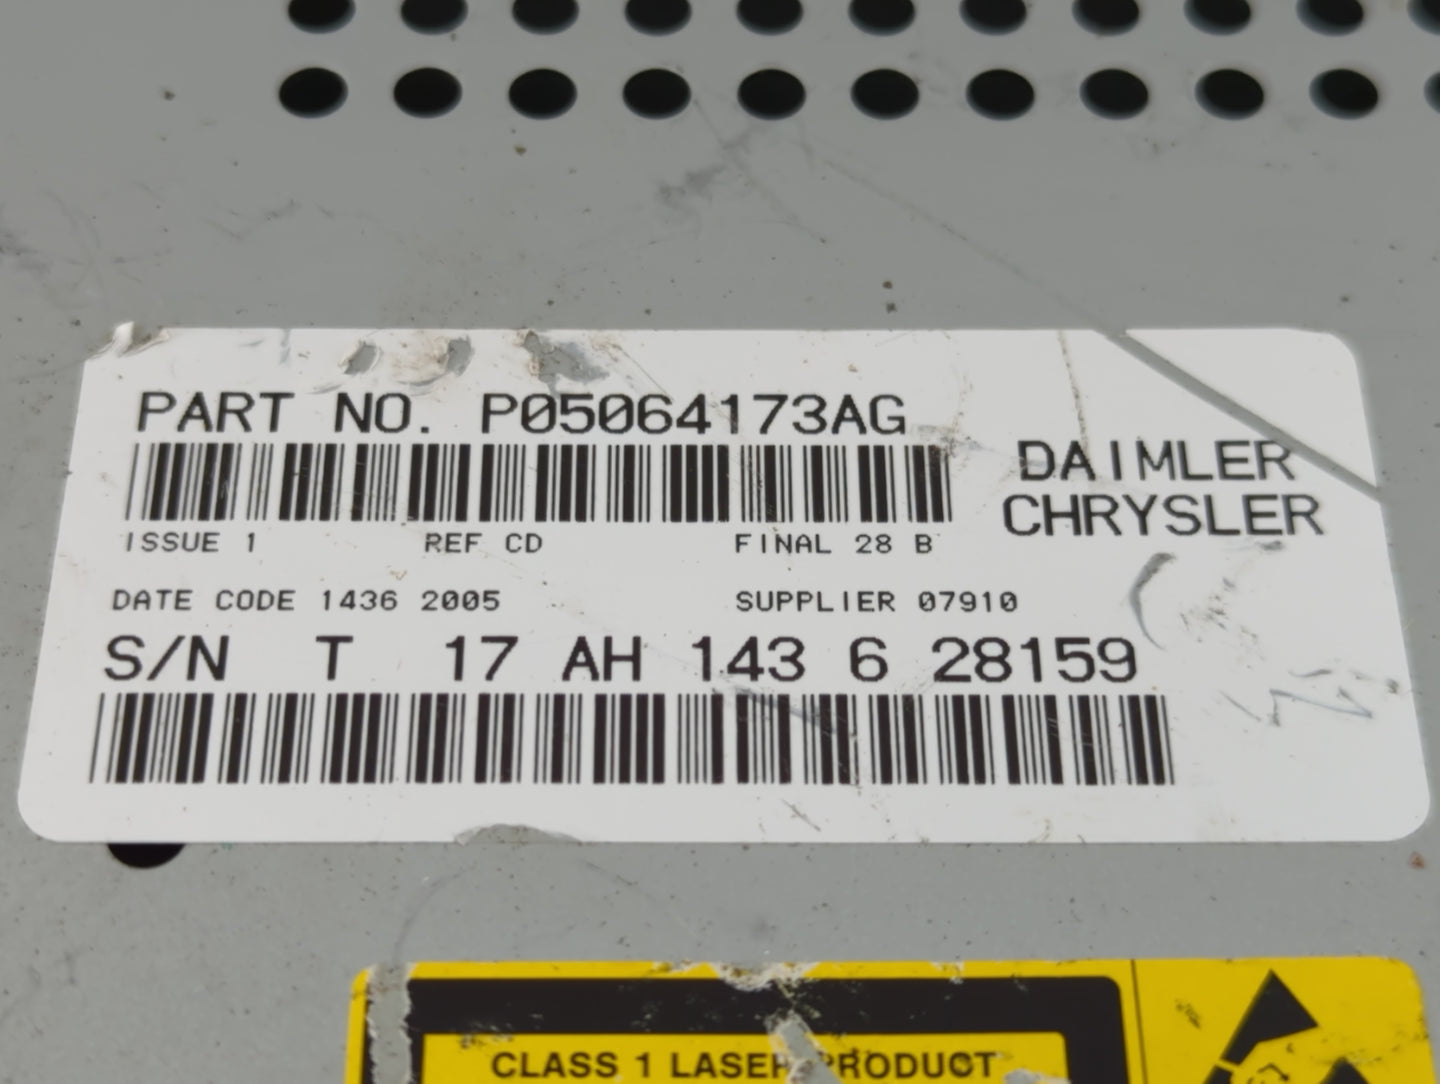 PART NO. P05064173AG
DAIMLER
CHRYSLER
ISSUE 1 REF CD FINAL 28 B
DATE CODE 1436 2005 SUPPLIER 07910
S/N T 17 AH 143 6 28159
CLASS 1 LASER PRODUCT